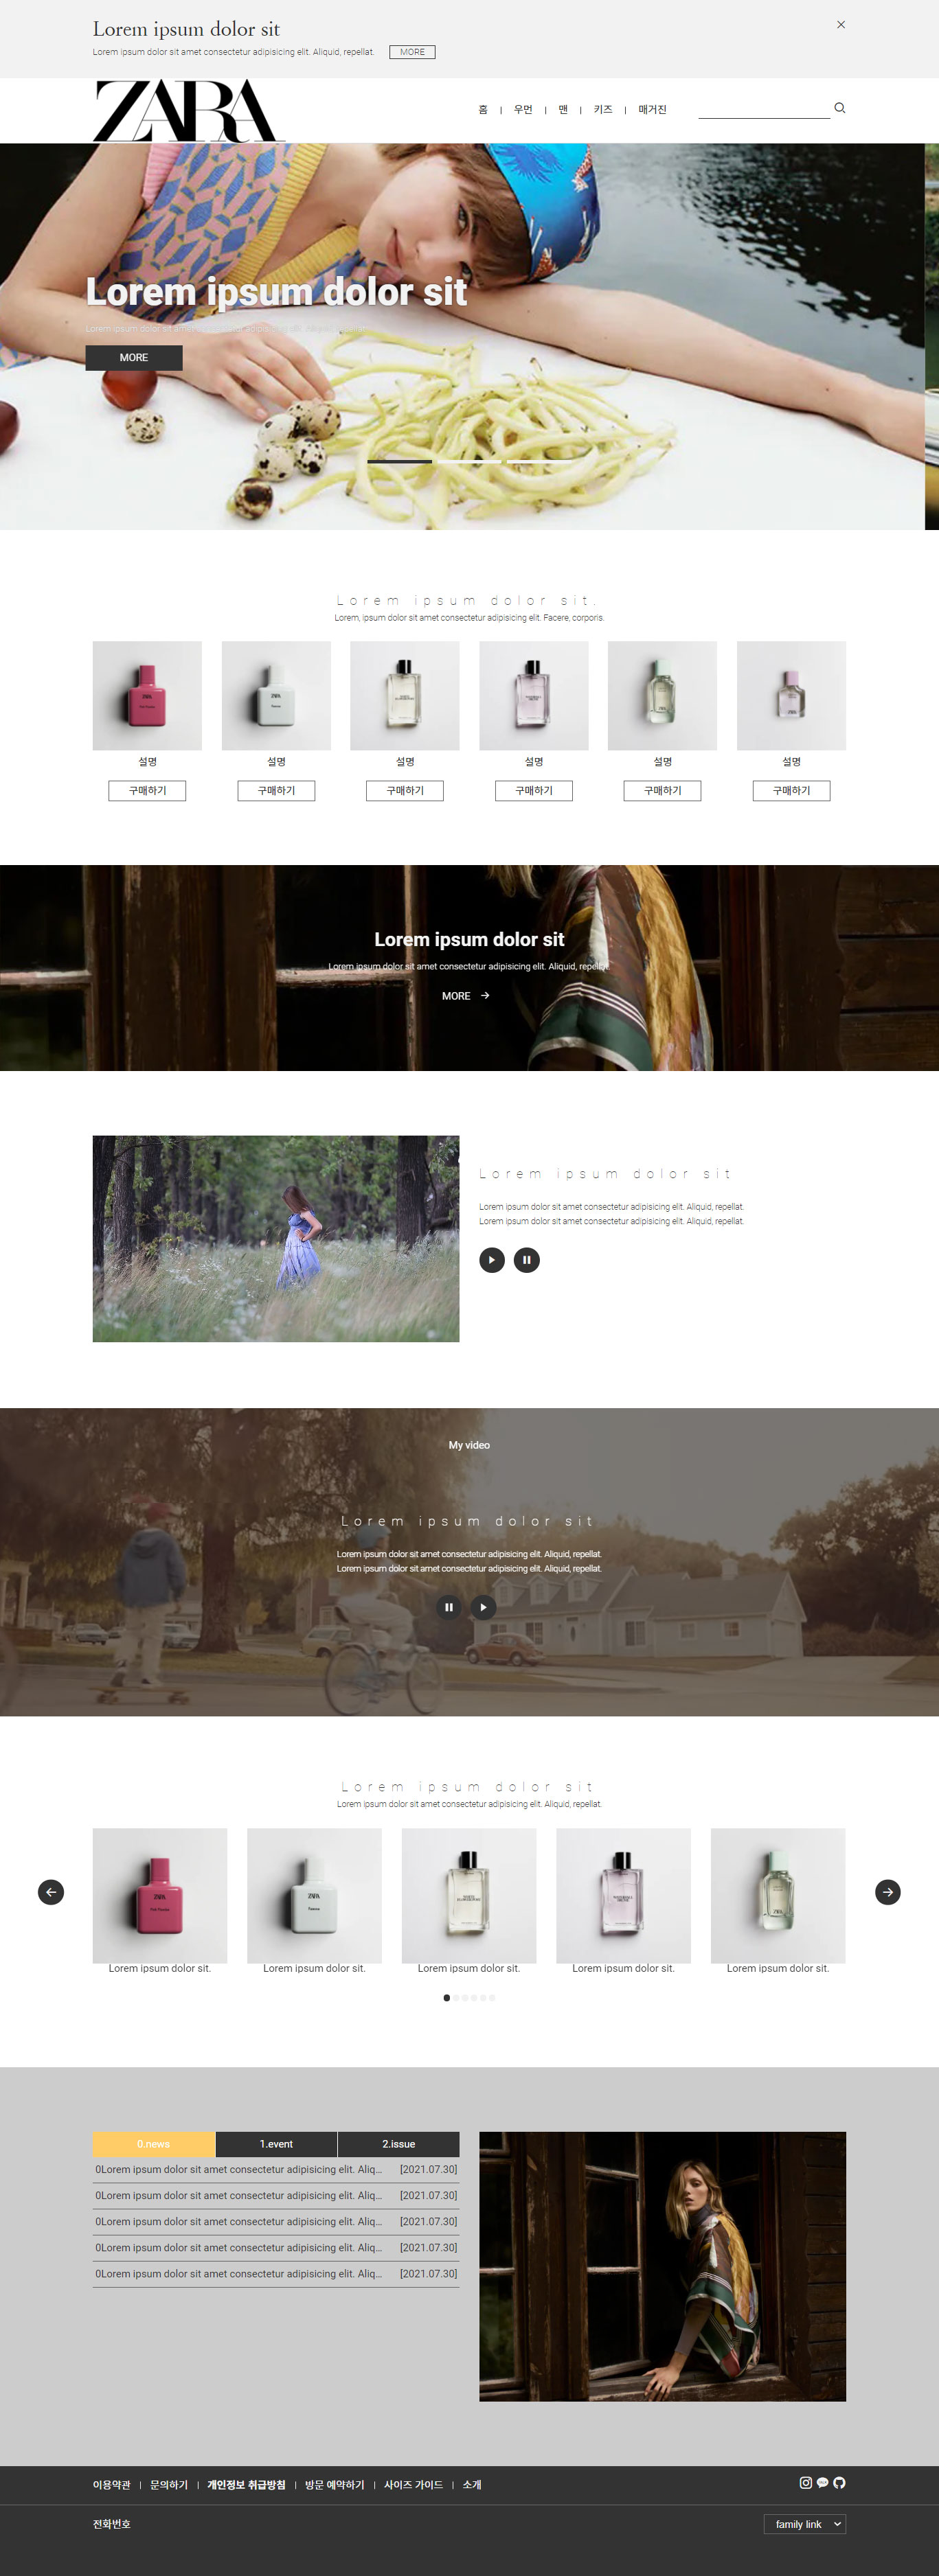 Lorem ipsum dolor sit
Lorem ipsum dolor sit amet consectetur adipisicing elit. Aliquid, repellat.
MORE
ZARA
홈 | 우먼 | 맨 | 키즈 | 매거진
Lorem ipsum dolor sit
Lorem ipsum dolor sit amet consectetur adipisicing elit. Aliquid,
MORE
Lorem ipsum dolor sit.
Lorem, ipsum dolor sit amet consectetur adipisicing elit. Facere, corporis.
설명 설명 설명 설명 설명 설명
구매하기 구매하기 구매하기 구매하기 구매하기 구매하기
Lorem ipsum dolor sit
Lorem ipsum dolor sit amet consectetur adipisicing elit. Aliquid, repellat.
MORE
Lorem ipsum dolor sit
Lorem ipsum dolor sit amet consectetur adipisicing elit. Aliquid, repellat.
Lorem ipsum dolor sit amet consectetur adipisicing elit. Aliquid, repellat.
My video
Lorem ipsum dolor sit
Lorem ipsum dolor sit amet consectetur adipisicing elit. Aliquid, repellat.
Lorem ipsum dolor sit amet consectetur adipisicing elit. Aliquid, repellat.
Lorem ipsum dolor sit
Lorem ipsum dolor sit amet consectetur adipisicing elit. Aliquid, repellat.
Lorem ipsum dolor sit. Lorem ipsum dolor sit. Lorem ipsum dolor sit. Lorem ipsum dolor sit. Lorem ipsum dolor sit.
0.news 1.event 2.issue
0Lorem ipsum dolor sit amet consectetur adipisicing elit. Aliq... [2021.07.30]
0Lorem ipsum dolor sit amet consectetur adipisicing elit. Aliq... [2021.07.30]
0Lorem ipsum dolor sit amet consectetur adipisicing elit. Aliq... [2021.07.30]
0Lorem ipsum dolor sit amet consectetur adipisicing elit. Aliq... [2021.07.30]
0Lorem ipsum dolor sit amet consectetur adipisicing elit. Aliq... [2021.07.30]
이용약관 | 문의하기 | 개인정보 취급방침 | 방문 예약하기 | 사이즈 가이드 | 소개
전화번호
family link